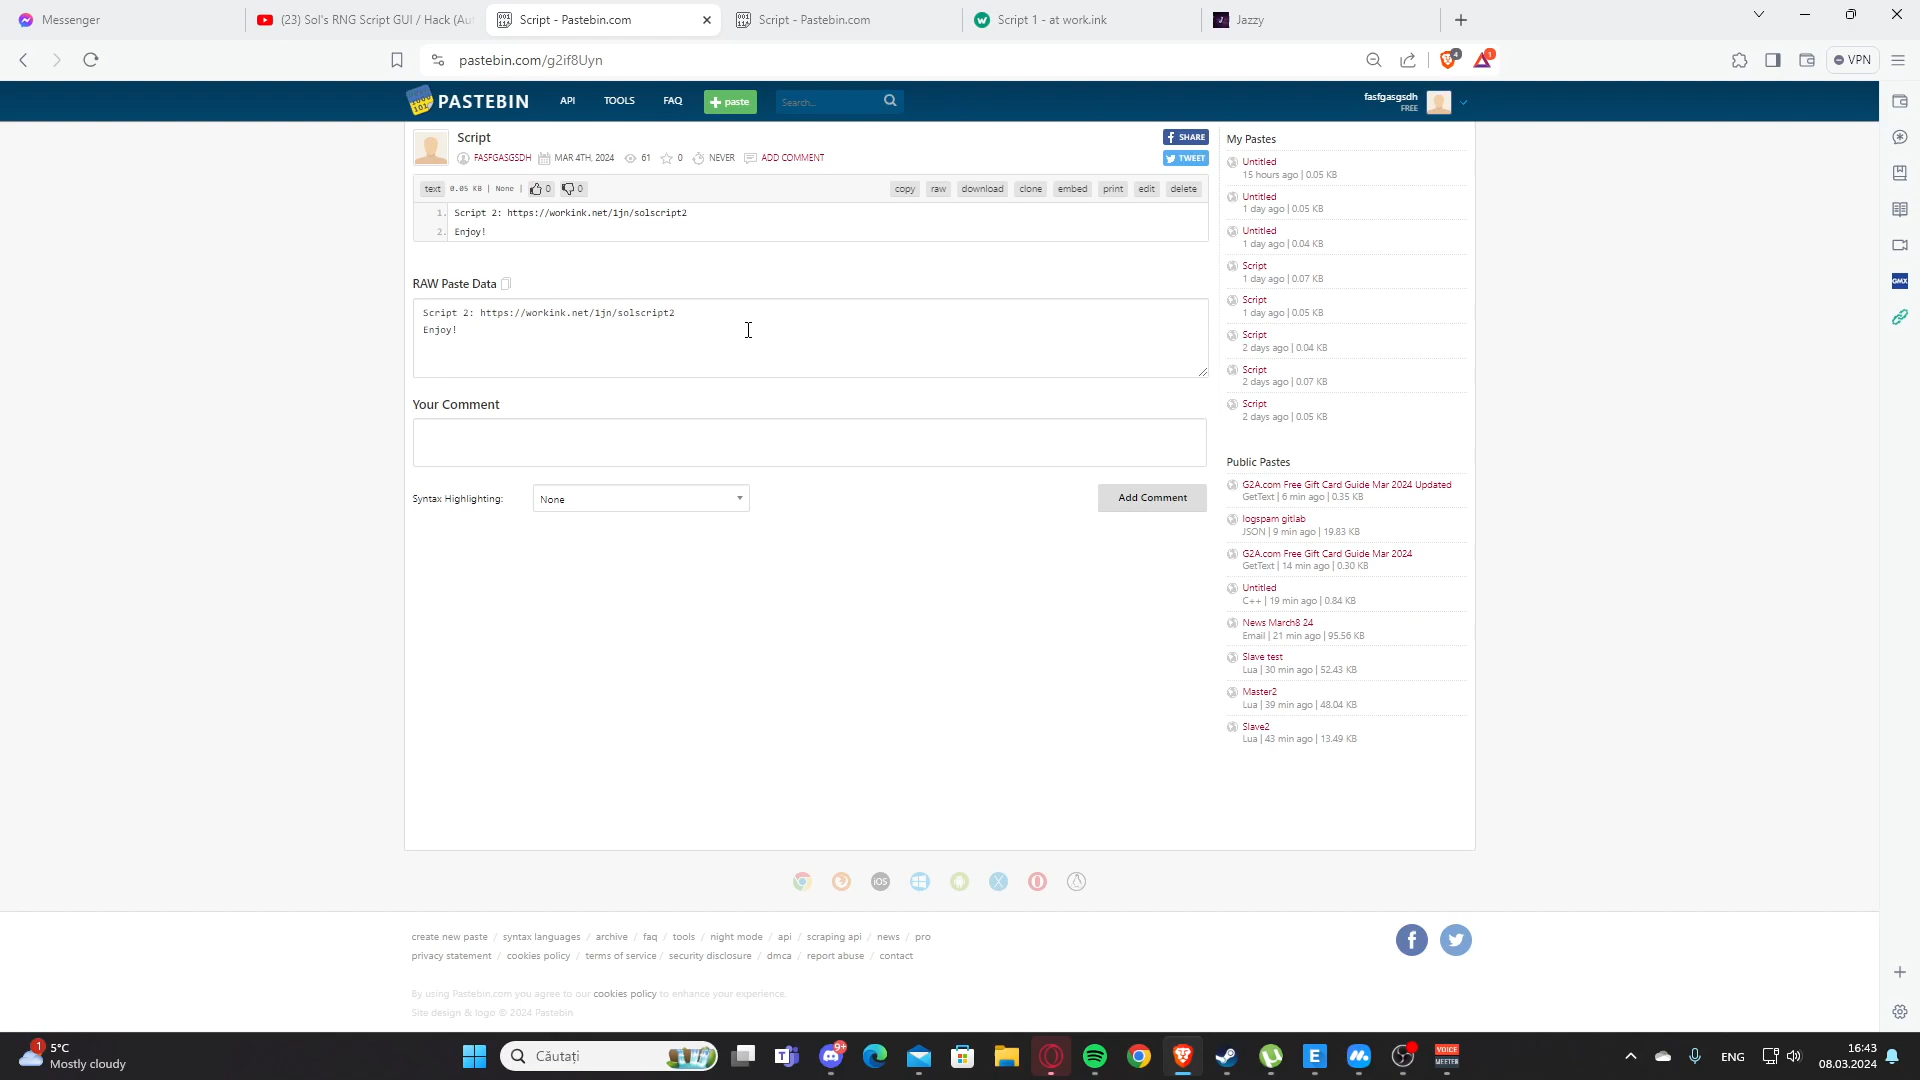 Messenger
(23) Sol's RNG Script GUI / Hack (Aut
Script - Pastebin.com
Script - Pastebin.com
Script 1 - at work.ink
Jazzy
pastebin.com/g2if8Uyn
4
1
VPN
PASTEBIN
API
TOOLS
FAQ
+ paste
Search...
fasfgasgsdh
FREE
Script
FASFGASGSDH
MAR 4TH, 2024
61
0
NEVER
ADD COMMENT
SHARE
TWEET
text 0.05 KB | None | 0 0
copy
raw
download
clone
embed
print
edit
delete
1. Script 2: https://workink.net/1jn/solscript2
2. Enjoy!
RAW Paste Data
Script 2: https://workink.net/1jn/solscript2
Enjoy!
Your Comment
Syntax Highlighting:
None
Add Comment
My Pastes
Untitled
15 hours ago | 0.05 KB
Untitled
1 day ago | 0.05 KB
Untitled
1 day ago | 0.04 KB
Script
1 day ago | 0.07 KB
Script
1 day ago | 0.05 KB
Script
2 days ago | 0.04 KB
Script
2 days ago | 0.07 KB
Script
2 days ago | 0.05 KB
Public Pastes
G2A.com Free Gift Card Guide Mar 2024 Updated
GetText | 6 min ago | 0.35 KB
logspam gitlab
JSON | 9 min ago | 19.83 KB
G2A.com Free Gift Card Guide Mar 2024
GetText | 14 min ago | 0.30 KB
Untitled
C++ | 19 min ago | 0.84 KB
News March8 24
Email | 21 min ago | 95.56 KB
Slave test
Lua | 30 min ago | 52.43 KB
Master2
Lua | 39 min ago | 48.04 KB
Slave2
Lua | 43 min ago | 13.49 KB
GMX
iOS
create new paste / syntax languages / archive / faq / tools / night mode / api / scraping api / news / pro
privacy statement / cookies policy / terms of service / security disclosure / dmca / report abuse / contact
By using Pastebin.com you agree to our cookies policy to enhance your experience.
Site design & logo © 2024 Pastebin
1
5°C
Mostly cloudy
Căutați
9+
VOICE
MEETER
ENG
16:43
08.03.2024